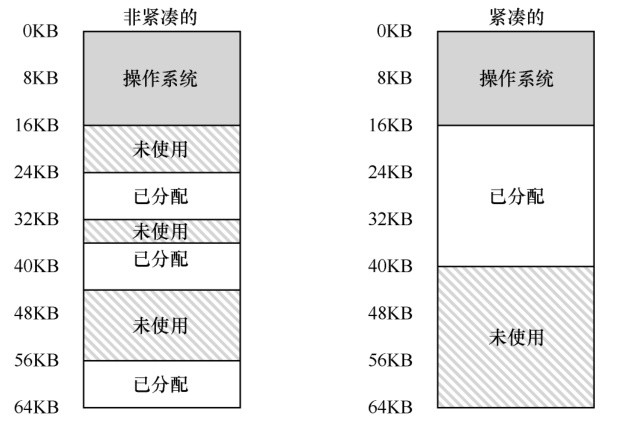 非紧凑的
0KB
8KB
16KB
24KB
32KB
40KB
48KB
56KB
64KB
操作系统
未使用
已分配
未使用
已分配
未使用
已分配
紧凑的
0KB
8KB
16KB
24KB
32KB
40KB
48KB
56KB
64KB
操作系统
已分配
未使用